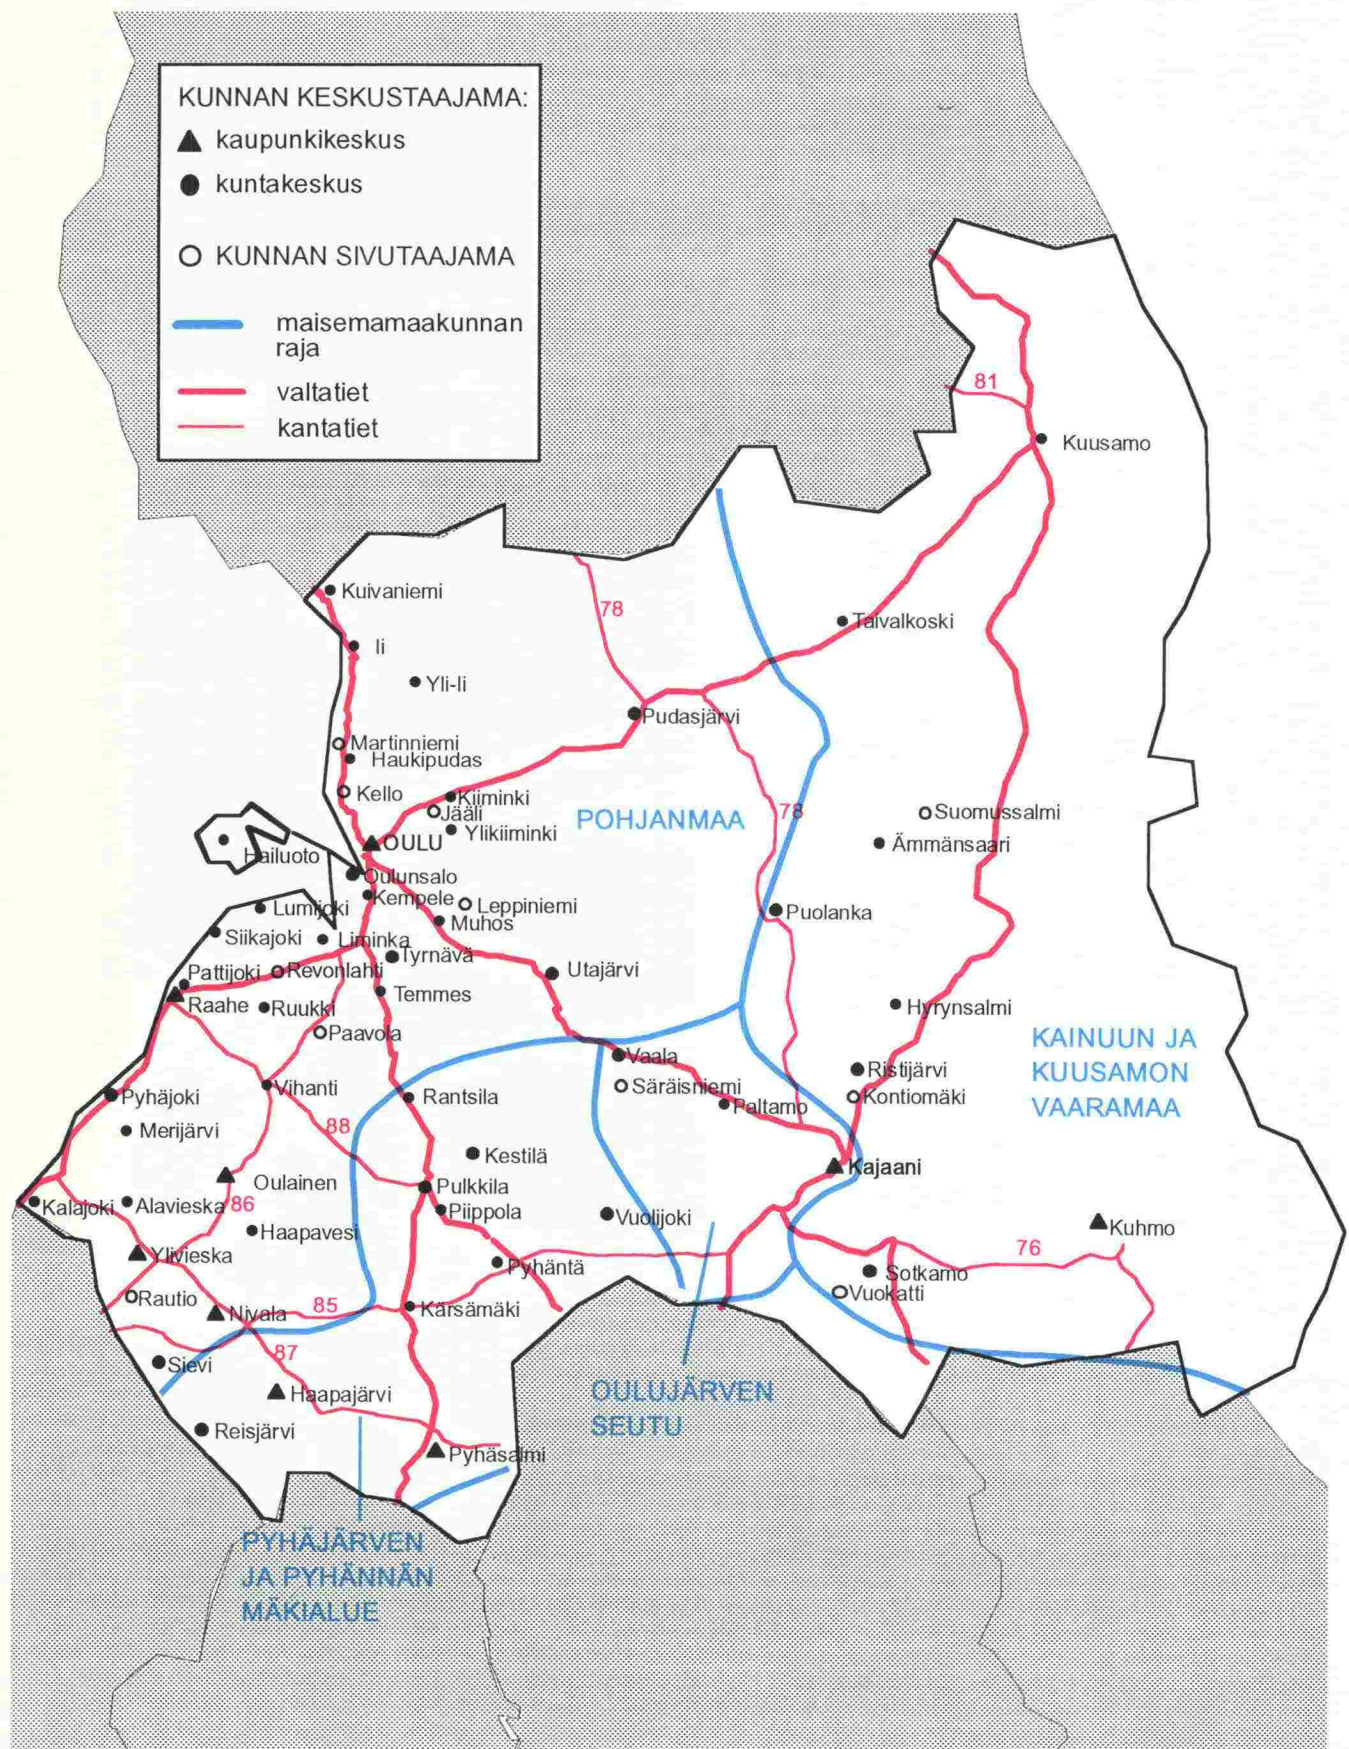 KUNNAN KESKUSTAAJAMA:
kaupunkikeskus
kuntakeskus
KUNNAN SIVUTAAJAMA
maisemamaakunnan
raja
valtatiet
kantatiet
81
Kuusamo
Kuivaniemi
78
Taivalkoski
Ii
Yli-Ii
Pudasjärvi
Martinniemi
Haukipudas
Kello
Kiiminki
Jääli
POHJANMAA
78
Suomussalmi
Ylikiiminki
OULU
Ämmänsaari
Hailuoto
Oulunsalo
Kempele
Leppiniemi
Lumijoki
Muhos
Puolanka
Siikajoki
Liminka
Tyrnävä
Pattijoki
Revonlahti
Utajärvi
Raahe
Ruukki
Temmes
Hyrynsalmi
Paavola
KAINUUN JA
KUUSAMON
VAARAMAA
Vaala
Ristijärvi
Säräisniemi
Kontiomäki
Pyhäjoki
Vihanti
Rantsila
Paltamo
Merijärvi
88
Kestilä
Kajaani
Oulainen
Pulkkila
Kalajoki
Alavieska
86
Piippola
Vuolijoki
Kuhmo
Haapavesi
Ylivieska
76
Pyhäntä
Sotkamo
Rautio
Vuokatti
Nivala
85
Kärsämäki
87
Sievi
Haapajärvi
OULUJÄRVEN
SEUTU
Reisjärvi
Pyhäsalmi
PYHÄJÄRVEN
JA PYHÄNNÄN
MÄKIALUE